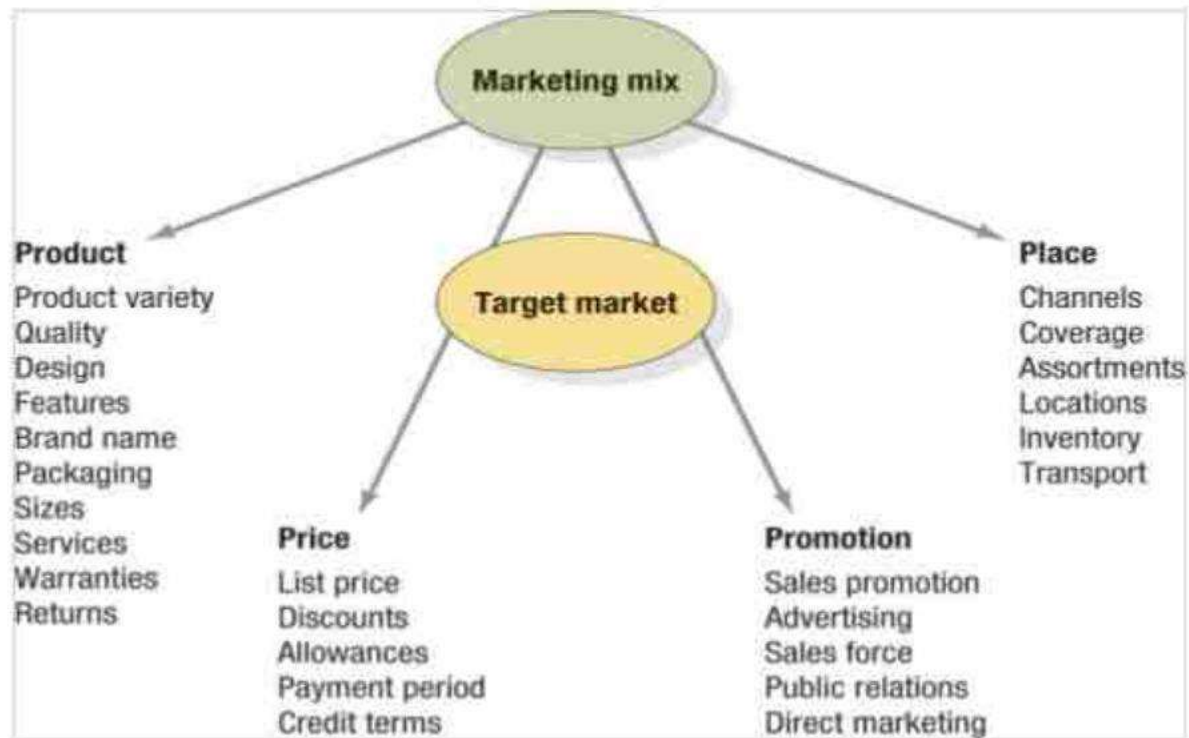 Marketing mix
Target market
Product
Product variety
Quality
Design
Features
Brand name
Packaging
Sizes
Services
Warranties
Returns
Price
List price
Discounts
Allowances
Payment period
Credit terms
Promotion
Sales promotion
Advertising
Sales force
Public relations
Direct marketing
Place
Channels
Coverage
Assortments
Locations
Inventory
Transport